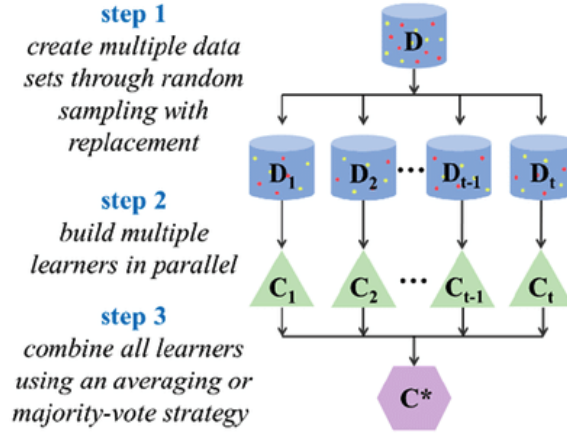 step 1
create multiple data
sets through random
sampling with
replacement
D
D1 D2 ... Dt-1 Dt
step 2
build multiple
learners in parallel
C1 C2 ... Ct-1 Ct
step 3
combine all learners
using an averaging or
majority-vote strategy
C*